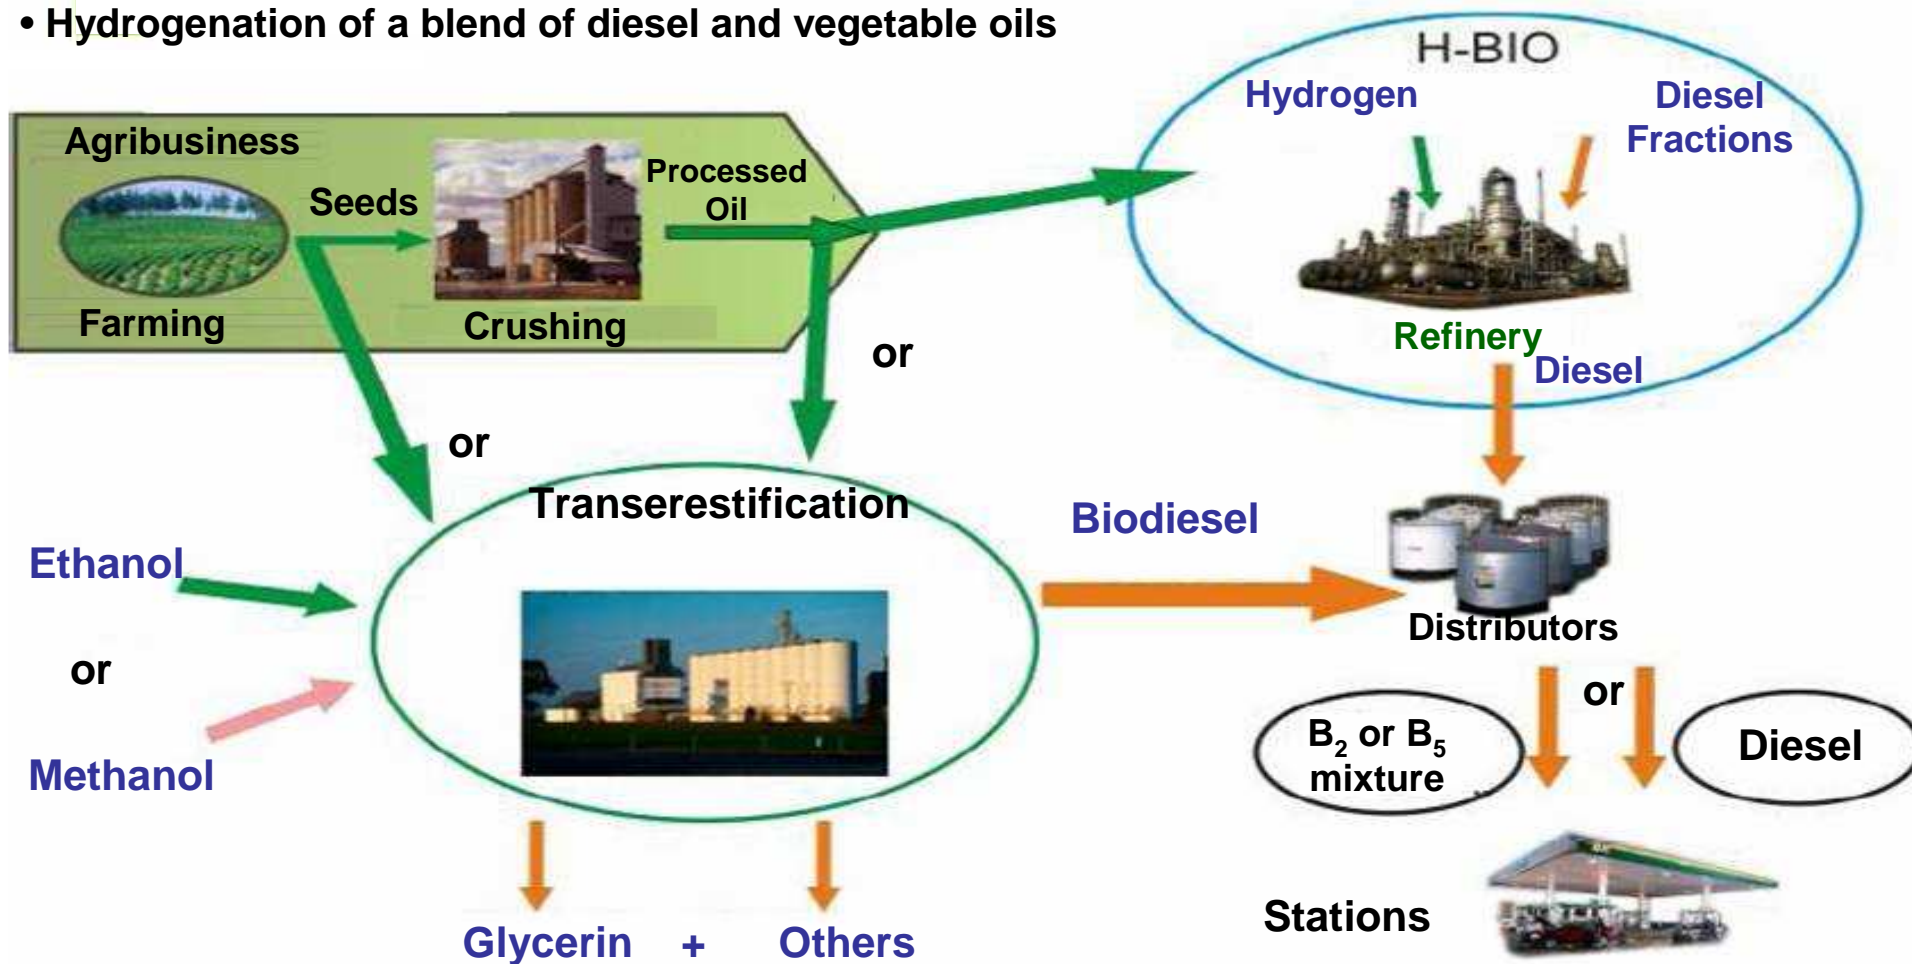 • Hydrogenation of a blend of diesel and vegetable oils
H-BIO
Hydrogen
Diesel
Fractions
Agribusiness
Seeds
Processed
Oil
Farming
Crushing
Refinery
Diesel
or
or
Transerestification
Biodiesel
Ethanol
or
Methanol
Distributors
or
B2 or B5
mixture
Diesel
Stations
Glycerin + Others